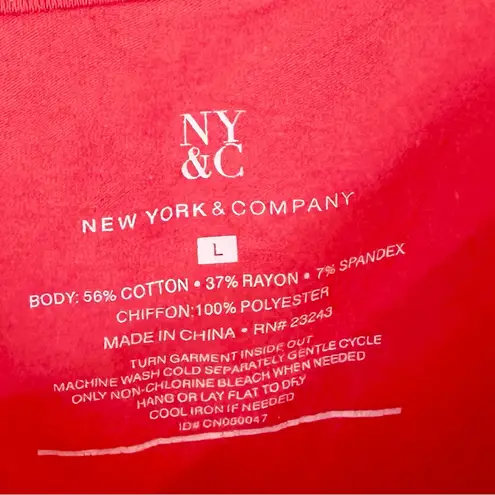 NY
&C
NEW YORK & COMPANY
L
BODY: 56% COTTON • 37% RAYON • 7% SPANDEX
CHIFFON:100% POLYESTER
MADE IN CHINA • RN# 23243
TURN GARMENT INSIDE OUT
MACHINE WASH COLD SEPARATELY GENTLE CYCLE
ONLY NON-CHLORINE BLEACH WHEN NEEDED
HANG OR LAY FLAT TO DRY
COOL IRON IF NEEDED
ID# CN080047